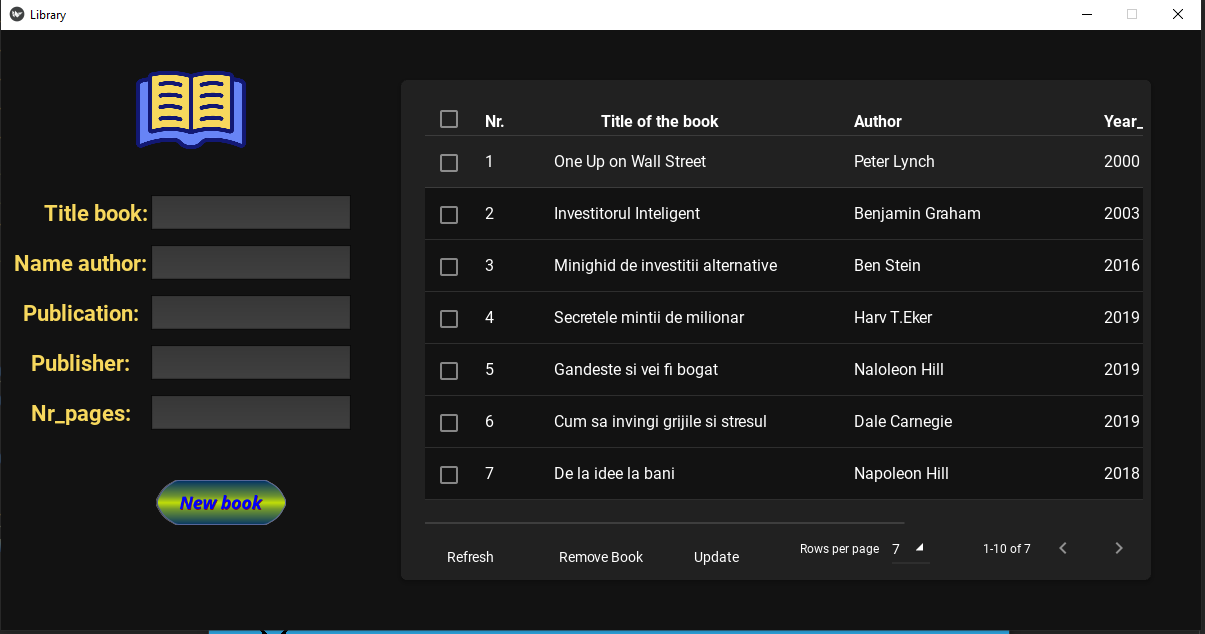 Library
Title book:
Name author:
Publication:
Publisher:
Nr_pages:
New book
Nr. Title of the book Author Year_
1 One Up on Wall Street Peter Lynch 2000
2 Investitorul Inteligent Benjamin Graham 2003
3 Minighid de investitii alternative Ben Stein 2016
4 Secretele mintii de milionar Harv T.Eker 2019
5 Gandeste si vei fi bogat Naloleon Hill 2019
6 Cum sa invingi grijile si stresul Dale Carnegie 2019
7 De la idee la bani Napoleon Hill 2018
Refresh Remove Book Update Rows per page 7 1-10 of 7